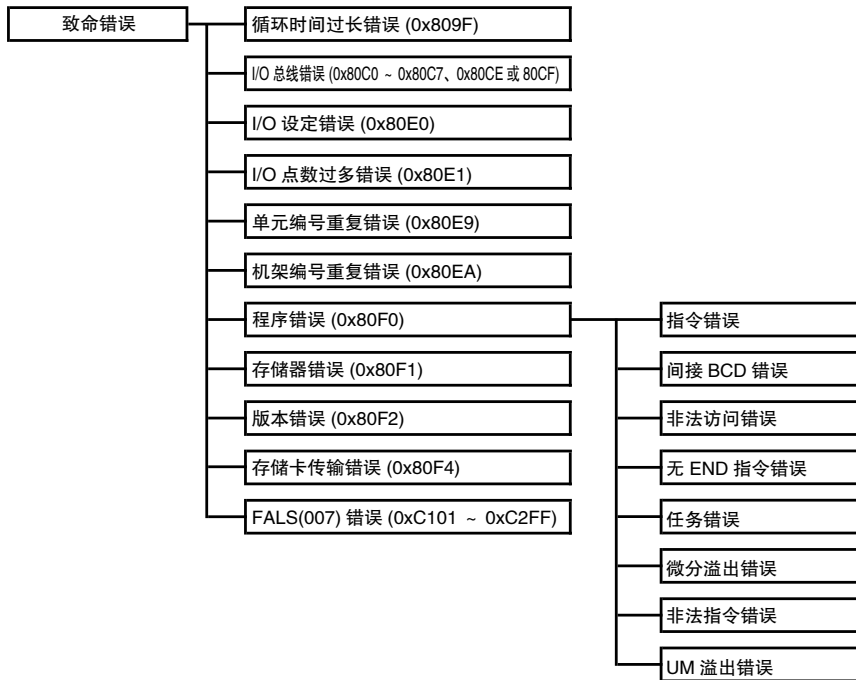 致命错误
循环时间过长错误 (0x809F)
I/O 总线错误 (0x80C0 ~ 0x80C7、0x80CE 或 80CF)
I/O 设定错误 (0x80E0)
I/O 点数过多错误 (0x80E1)
单元编号重复错误 (0x80E9)
机架编号重复错误 (0x80EA)
程序错误 (0x80F0)
指令错误
存储器错误 (0x80F1)
间接 BCD 错误
版本错误 (0x80F2)
非法访问错误
存储卡传输错误 (0x80F4)
无 END 指令错误
FALS(007) 错误 (0xC101 ~ 0xC2FF)
任务错误
微分溢出错误
非法指令错误
UM 溢出错误